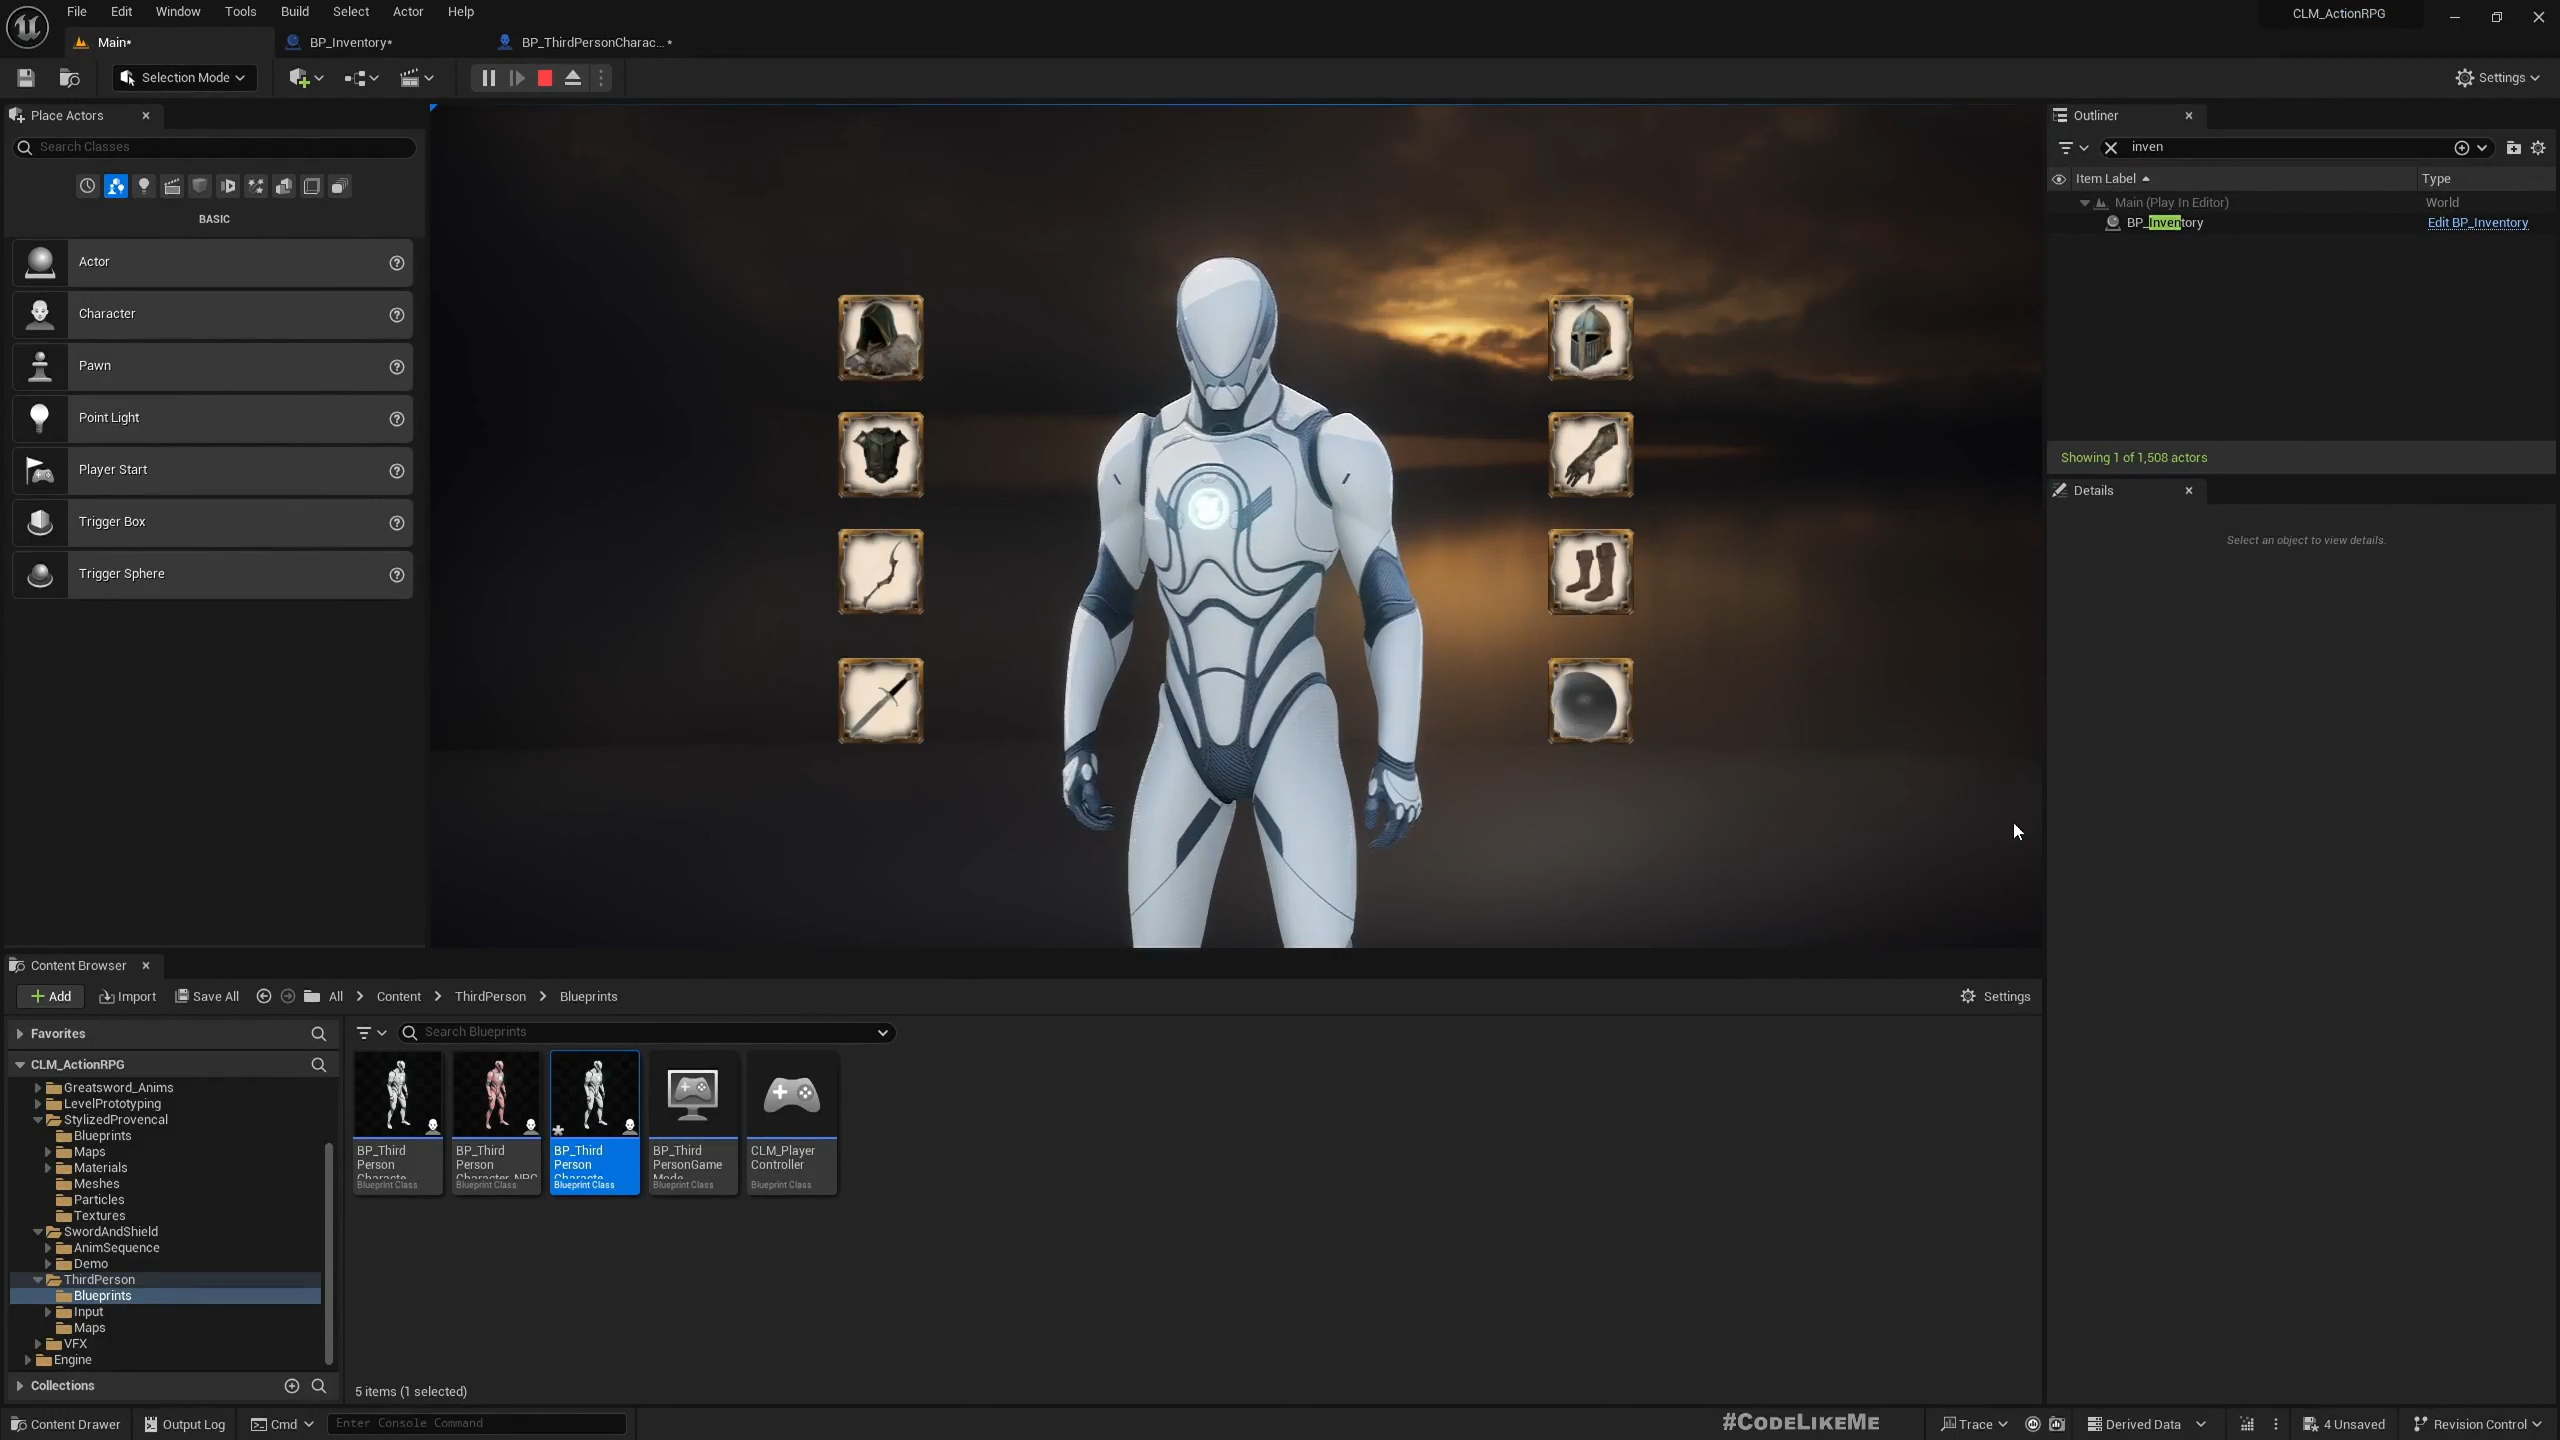 File Edit Window Tools Build Select Actor Help
CLM_ActionRPG
Main*
BP_Inventory*
BP_ThirdPersonCharac... *
Selection Mode
Settings
Place Actors
Search Classes
BASIC
Actor
Character
Pawn
Point Light
Player Start
Trigger Box
Trigger Sphere
Outliner
inven
Item Label
Type
Main (Play In Editor)
World
BP_Inventory
Edit BP_Inventory
Showing 1 of 1,508 actors
Details
Select an object to view details.
Content Browser
Add
Import
Save All
All
Content
ThirdPerson
Blueprints
Settings
Favorites
CLM_ActionRPG
Greatsword_Anims
LevelPrototyping
StylizedProvencal
Blueprints
Maps
Materials
Meshes
Particles
Textures
SwordAndShield
AnimSequence
Demo
ThirdPerson
Blueprints
Input
Maps
VFX
Engine
Collections
Search Blueprints
BP_Third
Person
Characte...
Blueprint Class
BP_Third
Person
Character_NPC
Blueprint Class
BP_Third
Person
Characte...
Blueprint Class
BP_Third
PersonGame
Mode
Blueprint Class
CLM_Player
Controller
Blueprint Class
5 items (1 selected)
Content Drawer
Output Log
Cmd
Enter Console Command
#CodeLikeMe
Trace
Derived Data
4 Unsaved
Revision Control